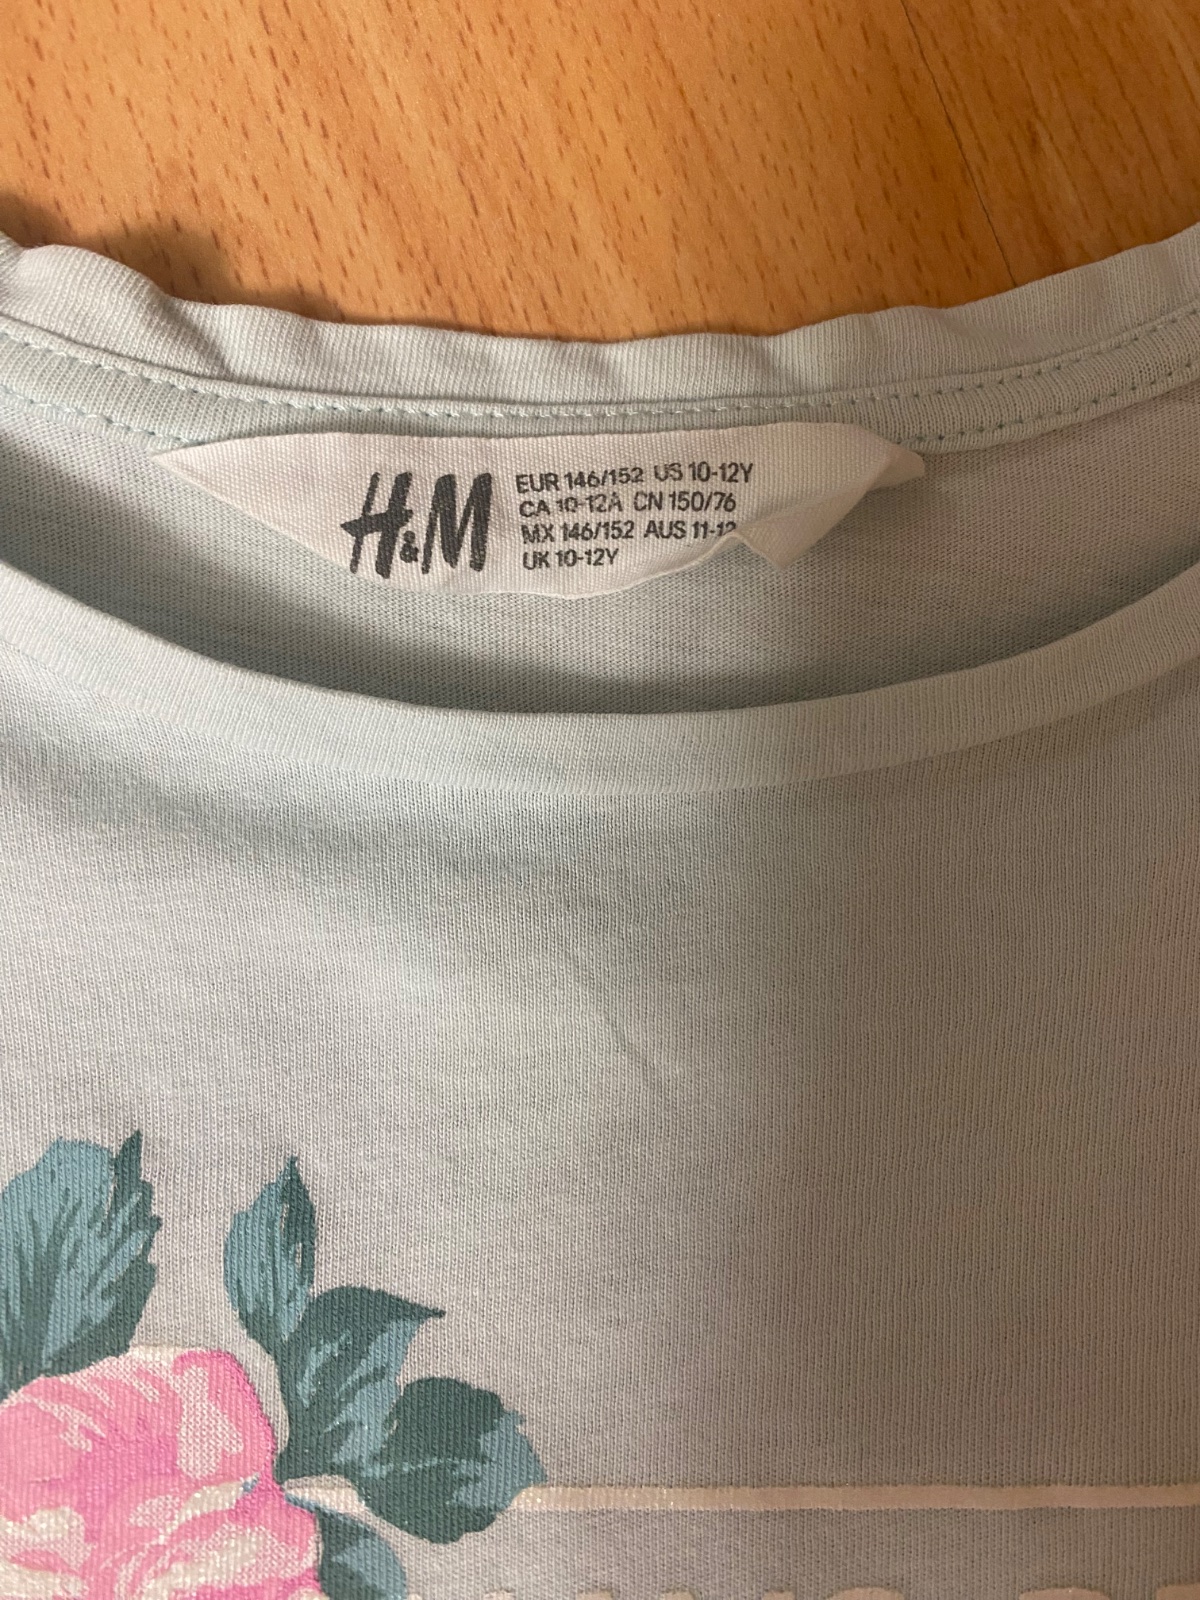 H&M
EUR 146/152 US 10-12Y
CA 10-12A CN 150/76
MX 146/152 AUS 11-12
UK 10-12Y